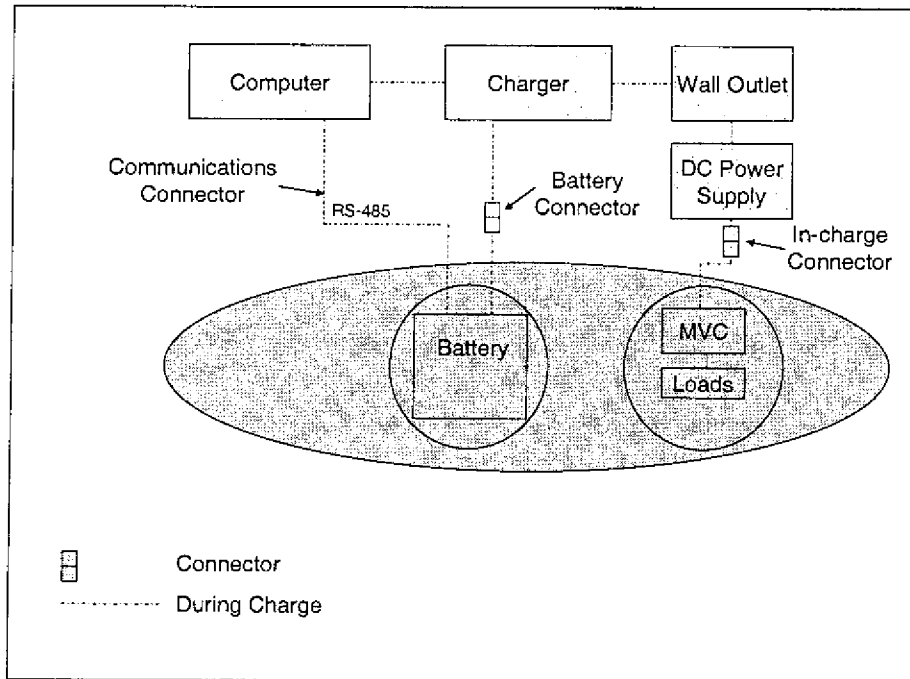 Computer
Charger
Wall Outlet
Communications
Connector
RS-485
Battery
Connector
DC Power
Supply
In-charge
Connector
Battery
MVC
Loads
Connector
During Charge